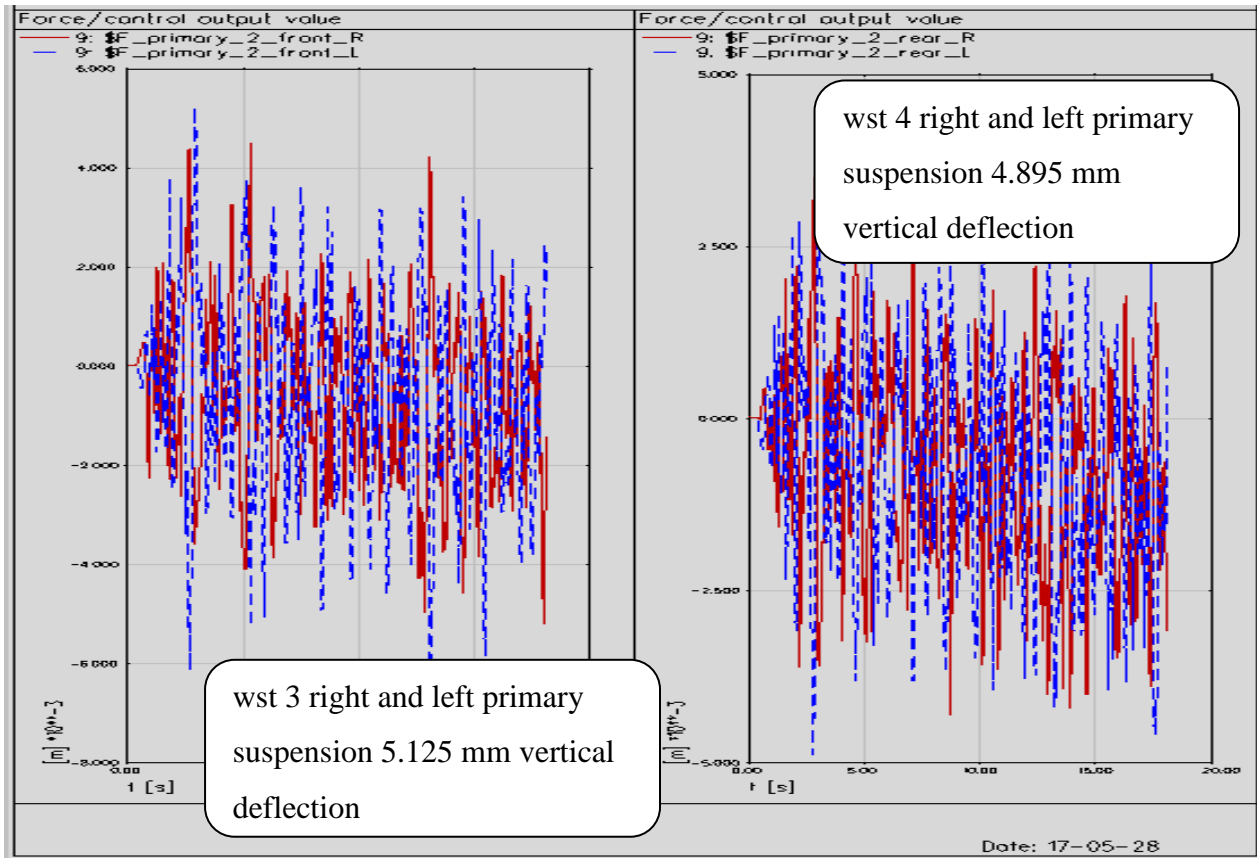 Force/control output value
9: $F_primary_2_front_R
9: $F_primary_2_front_L
6.000
4.000
2.000
0.000
-2.000
-4.000
-6.000
-8.000
[m] *10**-3
0.00
t [s]
wst 3 right and left primary
suspension 5.125 mm vertical
deflection
Force/control output value
9: $F_primary_2_rear_R
9: $F_primary_2_rear_L
5.000
2.500
0.000
-2.500
-5.000
[m] *10**-3
0.00
5.00
10.00
15.00
20.00
t [s]
wst 4 right and left primary
suspension 4.895 mm
vertical deflection
Date: 17-05-28